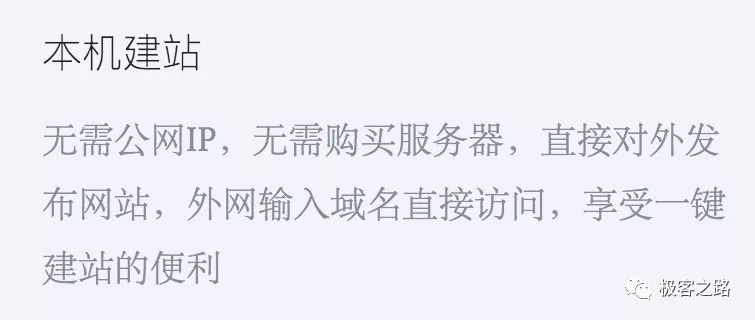 本机建站
无需公网IP，无需购买服务器，直接对外发
布网站，外网输入域名直接访问，享受一键
建站的便利
极客之路